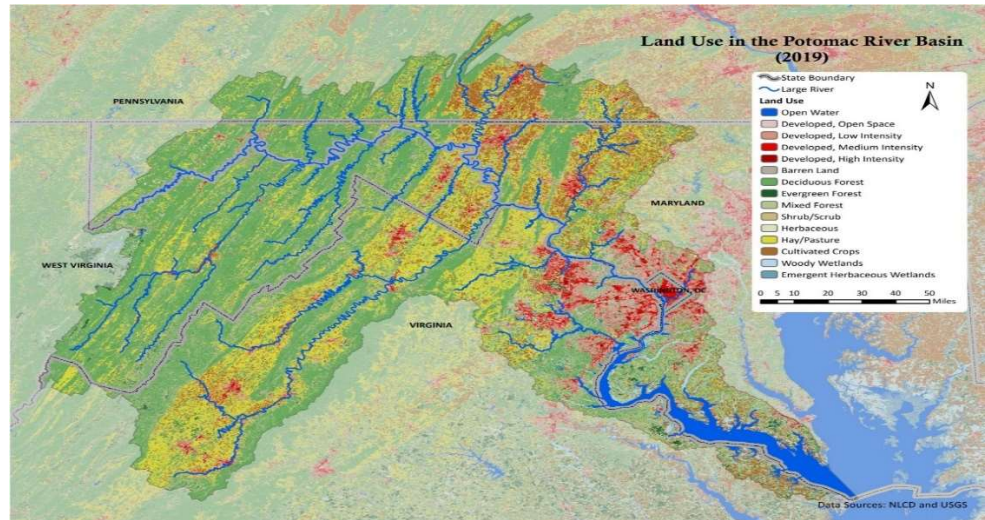 Land Use in the Potomac River Basin
(2019)
State Boundary
Large River
Land Use
Open Water
Developed, Open Space
Developed, Low Intensity
Developed, Medium Intensity
Developed, High Intensity
Barren Land
Deciduous Forest
Evergreen Forest
Mixed Forest
Shrub/Scrub
Herbaceous
Hay/Pasture
Cultivated Crops
Woody Wetlands
Emergent Herbaceous Wetlands
N
0 5 10 20 30 40 50
Miles
PENNSYLVANIA
MARYLAND
WEST VIRGINIA
WASHINGTON, DC
VIRGINIA
Data Sources: NLCD and USGS